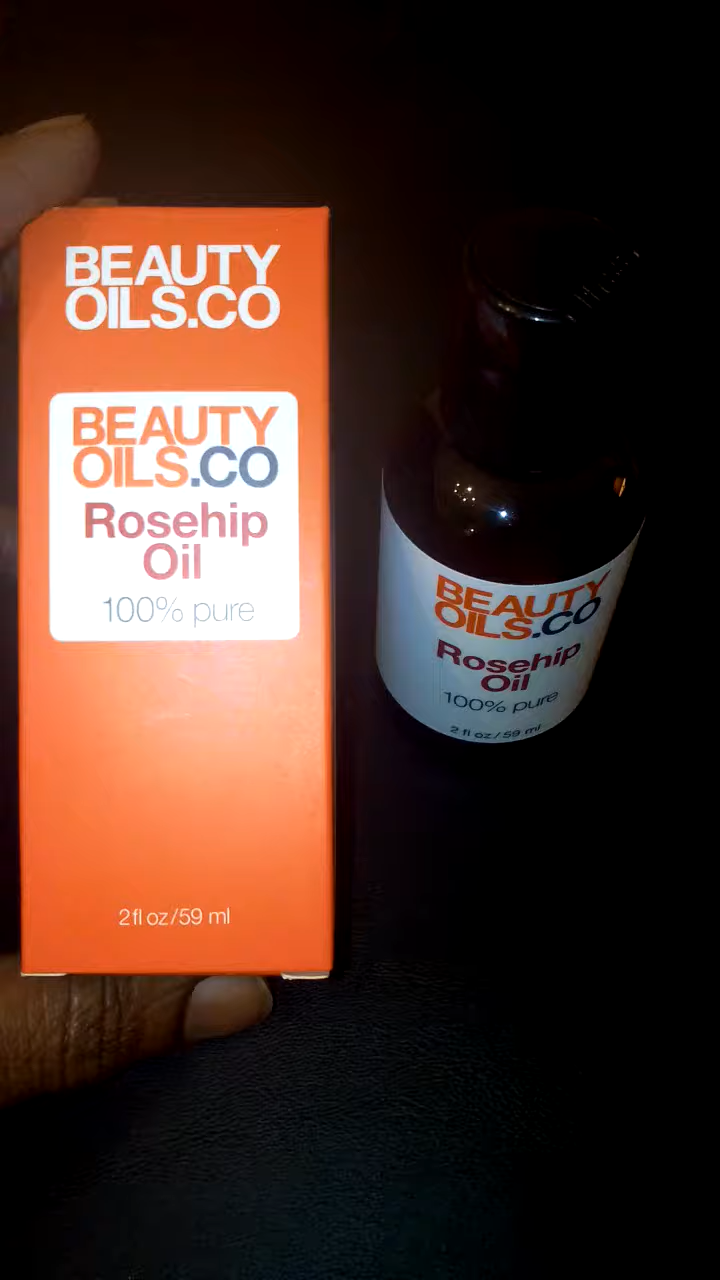 BEAUTY
OILS.CO
BEAUTY
OILS.CO
Rosehip
Oil
100% pure
2 fl oz/59 ml
BEAUTY
OILS.CO
Rosehip
Oil
100% pure
2 fl oz/59 ml